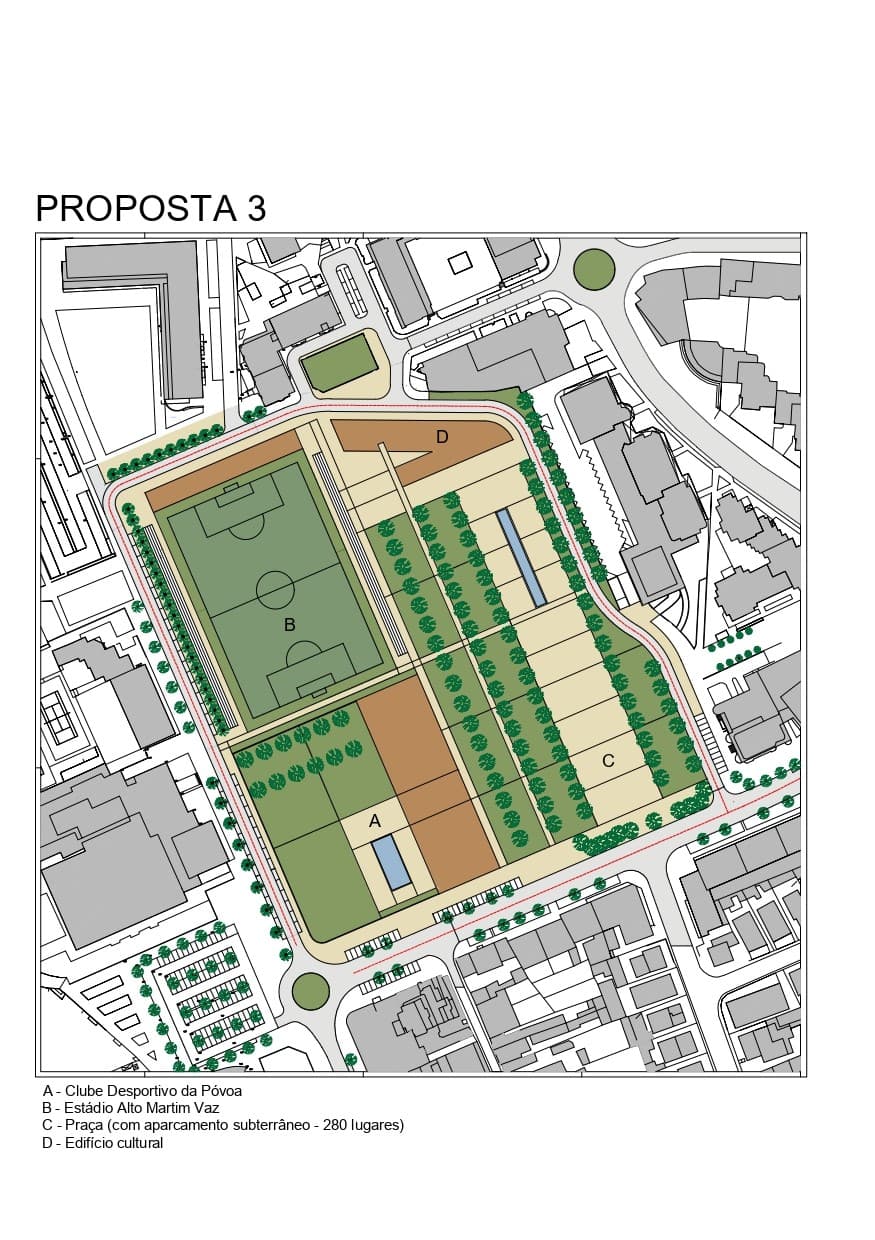 PROPOSTA 3
D
B
C
A
A - Clube Desportivo da Póvoa
B - Estádio Alto Martim Vaz
C - Praça (com aparcamento subterrâneo - 280 lugares)
D - Edifício cultural